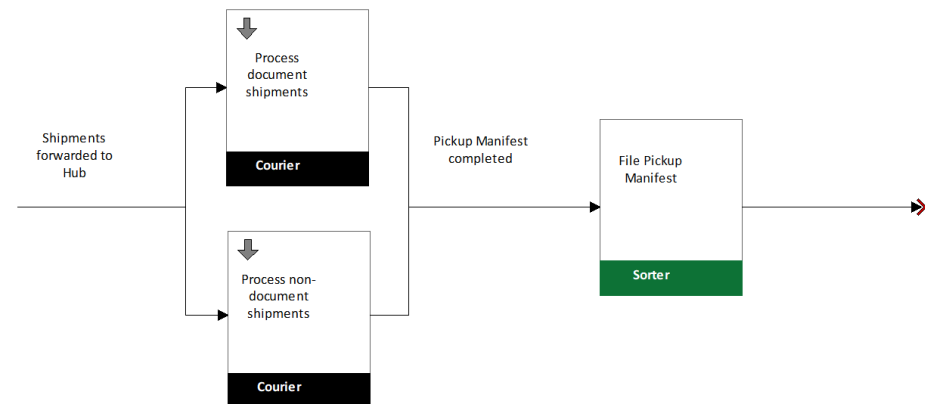 Process
document
shipments
Courier
Shipments
forwarded to
Hub
Pickup Manifest
completed
File Pickup
Manifest
Sorter
Process non-
document
shipments
Courier